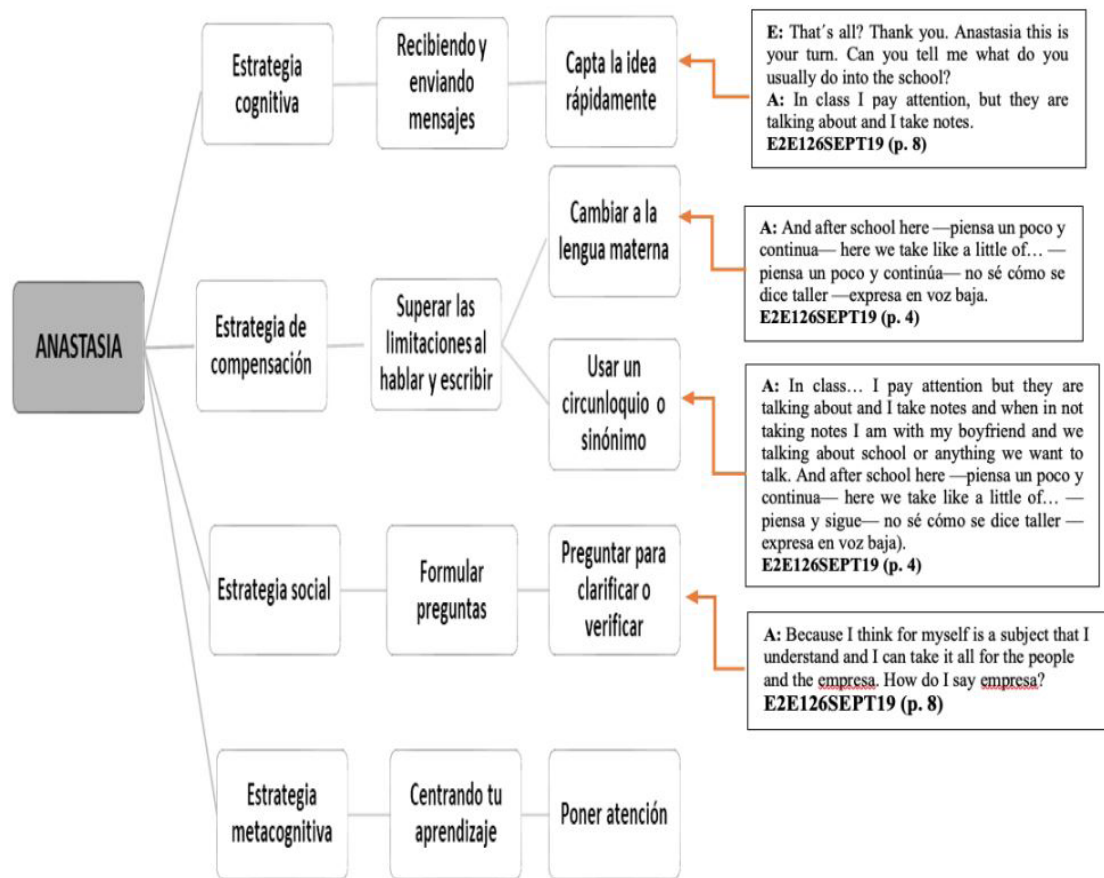 ANASTASIA
Estrategia
cognitiva
Recibiendo y
enviando
mensajes
Capta la idea
rápidamente
E: That´s all? Thank you. Anastasia this is
your turn. Can you tell me what do you
usually do into the school?
A: In class I pay attention, but they are
talking about and I take notes.
E2E126SEPT19 (p. 8)
Estrategia de
compensación
Superar las
limitaciones al
hablar y escribir
Cambiar a la
lengua materna
A: And after school here —piensa un poco y
continua— here we take like a little of… —
piensa un poco y continúa— no sé cómo se
dice taller —expresa en voz baja.
E2E126SEPT19 (p. 4)
Usar un
circunloquio o
sinónimo
A: In class… I pay attention but they are
talking about and I take notes and when in not
taking notes I am with my boyfriend and we
talking about school or anything we want to
talk. And after school here —piensa un poco y
continua— here we take like a little of… —
piensa y sigue— no sé cómo se dice taller —
expresa en voz baja).
E2E126SEPT19 (p. 4)
Estrategia social
Formular
preguntas
Preguntar para
clarificar o
verificar
A: Because I think for myself is a subject that I
understand and I can take it all for the people
and the empresa. How do I say empresa?
E2E126SEPT19 (p. 8)
Estrategia
metacognitiva
Centrando tu
aprendizaje
Poner atención